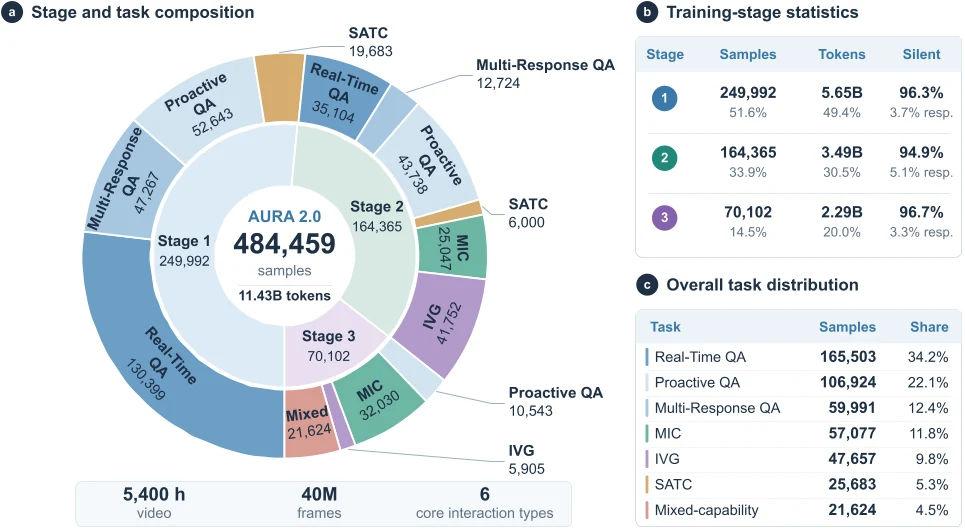 a Stage and task composition
SATC
19,683
Real-Time
QA
35,104
Multi-Response QA
12,724
Proactive
QA
43,738
SATC
6,000
MIC
25,047
IVG
41,752
Proactive QA
10,543
MIC
32,030
IVG
5,905
Mixed
21,624
Real-Time
QA
130,399
Multi-Response
QA
47,267
Proactive
QA
52,643
Stage 1
249,992
Stage 2
164,365
Stage 3
70,102
AURA 2.0
484,459
samples
11.43B tokens
5,400 h 40M 6
video frames core interaction types
b Training-stage statistics
Stage Samples Tokens Silent
1 249,992 5.65B 96.3%
51.6% 49.4% 3.7% resp.
2 164,365 3.49B 94.9%
33.9% 30.5% 5.1% resp.
3 70,102 2.29B 96.7%
14.5% 20.0% 3.3% resp.
c Overall task distribution
Task Samples Share
Real-Time QA 165,503 34.2%
Proactive QA 106,924 22.1%
Multi-Response QA 59,991 12.4%
MIC 57,077 11.8%
IVG 47,657 9.8%
SATC 25,683 5.3%
Mixed-capability 21,624 4.5%